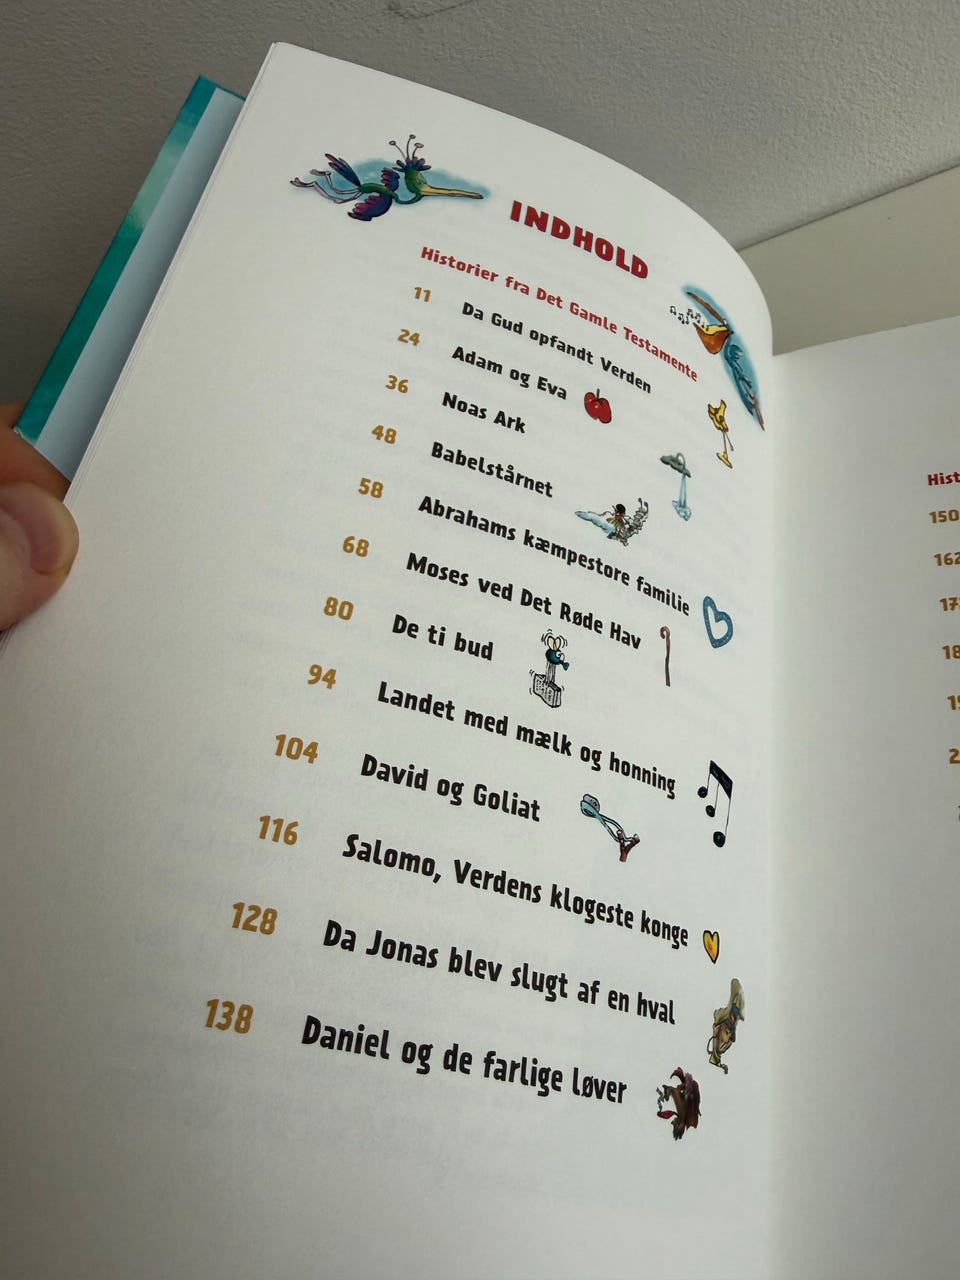 INDHOLD
Historier fra Det Gamle Testamente
11 Da Gud opfandt Verden
24 Adam og Eva
36 Noas Ark
48 Babelstårnet
58 Abrahams kæmpestore familie
68 Moses ved Det Røde Hav
80 De ti bud
94 Landet med mælk og honning
104 David og Goliat
116 Salomo, Verdens klogeste konge
128 Da Jonas blev slugt af en hval
138 Daniel og de farlige løver
150
162